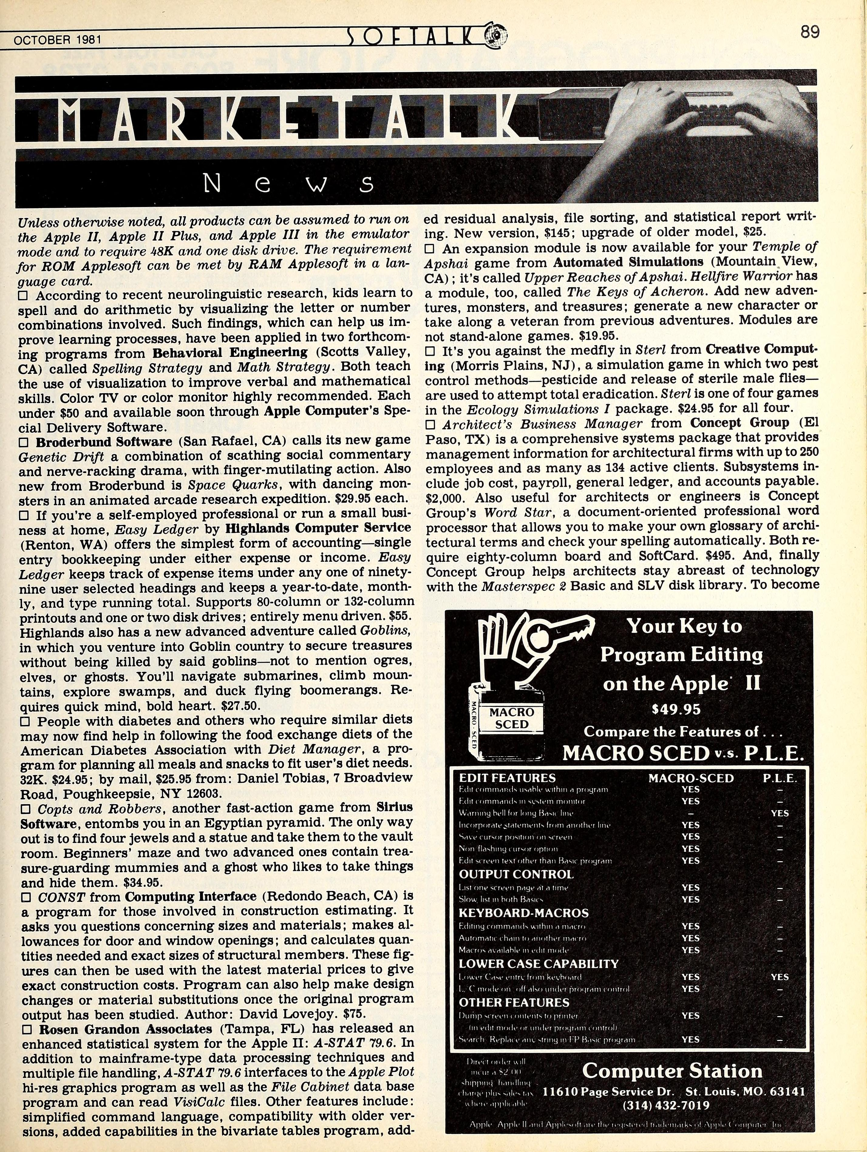 OCTOBER 1981
SOFTALK
89
MARKETALK
News
Unless otherwise noted, all products can be assumed to run on
the Apple II, Apple II Plus, and Apple III in the emulator
mode and to require 48K and one disk drive. The requirement
for ROM Applesoft can be met by RAM Applesoft in a lan-
guage card.
□ According to recent neurolinguistic research, kids learn to
spell and do arithmetic by visualizing the letter or number
combinations involved. Such findings, which can help us im-
prove learning processes, have been applied in two forthcom-
ing programs from Behavioral Engineering (Scotts Valley,
CA) called Spelling Strategy and Math Strategy. Both teach
the use of visualization to improve verbal and mathematical
skills. Color TV or color monitor highly recommended. Each
under $50 and available soon through Apple Computer's Spe-
cial Delivery Software.
□ Broderbund Software (San Rafael, CA) calls its new game
Genetic Drift a combination of scathing social commentary
and nerve-racking drama, with finger-mutilating action. Also
new from Broderbund is Space Quarks, with dancing mon-
sters in an animated arcade research expedition. $29.95 each.
□ If you're a self-employed professional or run a small busi-
ness at home, Easy Ledger by Highlands Computer Service
(Renton, WA) offers the simplest form of accounting—single
entry bookkeeping under either expense or income. Easy
Ledger keeps track of expense items under any one of ninety-
nine user selected headings and keeps a year-to-date, month-
ly, and type running total. Supports 80-column or 132-column
printouts and one or two disk drives; entirely menu driven. $55.
Highlands also has a new advanced adventure called Goblins,
in which you venture into Goblin country to secure treasures
without being killed by said goblins—not to mention ogres,
elves, or ghosts. You'll navigate submarines, climb moun-
tains, explore swamps, and duck flying boomerangs. Re-
quires quick mind, bold heart. $27.50.
□ People with diabetes and others who require similar diets
may now find help in following the food exchange diets of the
American Diabetes Association with Diet Manager, a pro-
gram for planning all meals and snacks to fit user's diet needs.
32K. $24.95; by mail, $25.95 from: Daniel Tobias, 7 Broadview
Road, Poughkeepsie, NY 12603.
□ Copts and Robbers, another fast-action game from Sirius
Software, entombs you in an Egyptian pyramid. The only way
out is to find four jewels and a statue and take them to the vault
room. Beginners' maze and two advanced ones contain trea-
sure-guarding mummies and a ghost who likes to take things
and hide them. $34.95.
□ CONST from Computing Interface (Redondo Beach, CA) is
a program for those involved in construction estimating. It
asks you questions concerning sizes and materials; makes al-
lowances for door and window openings; and calculates quan-
tities needed and exact sizes of structural members. These fig-
ures can then be used with the latest material prices to give
exact construction costs. Program can also help make design
changes or material substitutions once the original program
output has been studied. Author: David Lovejoy. $75.
□ Rosen Grandon Associates (Tampa, FL) has released an
enhanced statistical system for the Apple II: A-STAT 79.6. In
addition to mainframe-type data processing techniques and
multiple file handling, A-STAT 79.6 interfaces to the Apple Plot
hi-res graphics program as well as the File Cabinet data base
program and can read VisiCalc files. Other features include:
simplified command language, compatibility with older ver-
sions, added capabilities in the bivariate tables program, add-
ed residual analysis, file sorting, and statistical report writ-
ing. New version, $145; upgrade of older model, $25.
□ An expansion module is now available for your Temple of
Apshai game from Automated Simulations (Mountain View,
CA); it's called Upper Reaches of Apshai. Hellfire Warrior has
a module, too, called The Keys of Acheron. Add new adven-
tures, monsters, and treasures; generate a new character or
take along a veteran from previous adventures. Modules are
not stand-alone games. $19.95.
□ It's you against the medfly in Sterl from Creative Comput-
ing (Morris Plains, NJ), a simulation game in which two pest
control methods—pesticide and release of sterile male flies—
are used to attempt total eradication. Sterl is one of four games
in the Ecology Simulations I package. $24.95 for all four.
□ Architect's Business Manager from Concept Group (El
Paso, TX) is a comprehensive systems package that provides
management information for architectural firms with up to 250
employees and as many as 134 active clients. Subsystems in-
clude job cost, payroll, general ledger, and accounts payable.
$2,000. Also useful for architects or engineers is Concept
Group's Word Star, a document-oriented professional word
processor that allows you to make your own glossary of archi-
tectural terms and check your spelling automatically. Both re-
quire eighty-column board and SoftCard. $495. And, finally
Concept Group helps architects stay abreast of technology
with the Masterspec 2 Basic and SLV disk library. To become
MACRO SCED
MACRO
SCED
Your Key to
Program Editing
on the Apple II
$49.95
Compare the Features of . . .
MACRO SCED v.s. P.L.E.
EDIT FEATURES MACRO-SCED P.L.E.
Edit commands usable within a program YES –
Edit commands in system monitor YES –
Warning bell for long Basic line – YES
Incorporate statements from another line YES –
Save cursor position on screen YES –
Non flashing cursor option YES –
Edit screen text other than Basic program YES –
OUTPUT CONTROL
List one screen page at a time YES –
Slow list in both Basics YES –
KEYBOARD-MACROS
Editing commands within a macro YES –
Automatic chain to another macro YES –
Macros available in edit mode YES –
LOWER CASE CAPABILITY
Lower Case entry from keyboard YES YES
L. C mode on off also under program control YES –
OTHER FEATURES
Dump screen contents to printer YES –
(in edit mode or under program control)
Search Replace any string in FP Basic program YES –
Direct order will
incur a $2.00
shipping handling
charge plus sales tax
where applicable
Computer Station
11610 Page Service Dr. St. Louis, MO. 63141
(314) 432-7019
Apple Apple II and Applesoft are the registered trademarks of Apple Computer Inc